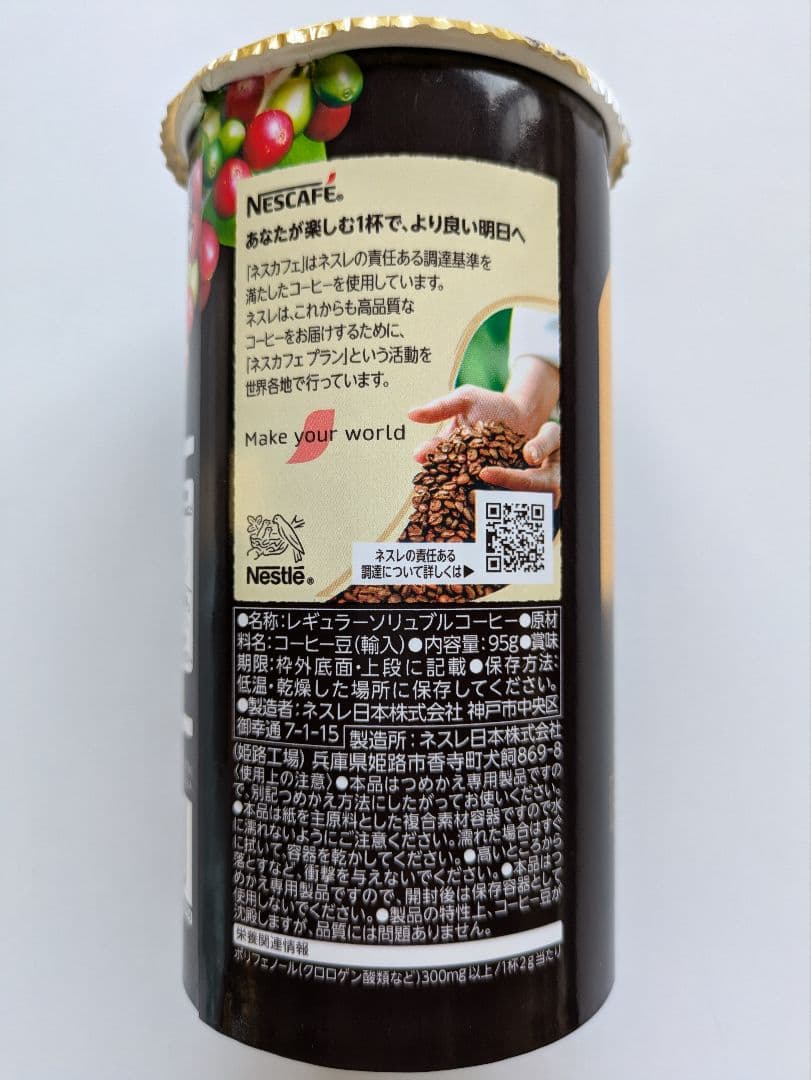 NESCAFÉ®
あなたが楽しむ1杯で、より良い明日へ
「ネスカフェ」はネスレの責任ある調達基準を
満たしたコーヒーを使用しています。
ネスレは、これからも高品質な
コーヒーをお届けするために、
「ネスカフェ プラン」という活動を
世界各地で行っています。
Make your world
Nestlé®
ネスレの責任ある
調達について詳しくは▶
●名称:レギュラーソリュブルコーヒー●原材
料名:コーヒー豆(輸入)●内容量:95g●賞味
期限:枠外底面・上段に記載●保存方法:
低温・乾燥した場所に保存してください。
●製造者:ネスレ日本株式会社 神戸市中央区
御幸通7-1-15 製造所:ネスレ日本株式会社
(姫路工場) 兵庫県姫路市香寺町犬飼869-8
〈使用上の注意〉●本品はつめかえ専用製品ですの
で、別記つめかえ方法にしたがってお使いください。
●本品は紙を主原料とした複合素材容器ですので水
に濡れないようにご注意ください。濡れた場合はすぐ
に拭いて、容器を乾かしてください。●高いところから
落とすなど、衝撃を与えないでください。●本品はつ
めかえ専用製品ですので、開封後は保存容器として
使用しないでください。●製品の特性上、コーヒー豆が
沈殿しますが、品質には問題ありません。
栄養関連情報
ポリフェノール(クロロゲン酸類など)300mg以上/1杯2g当たり